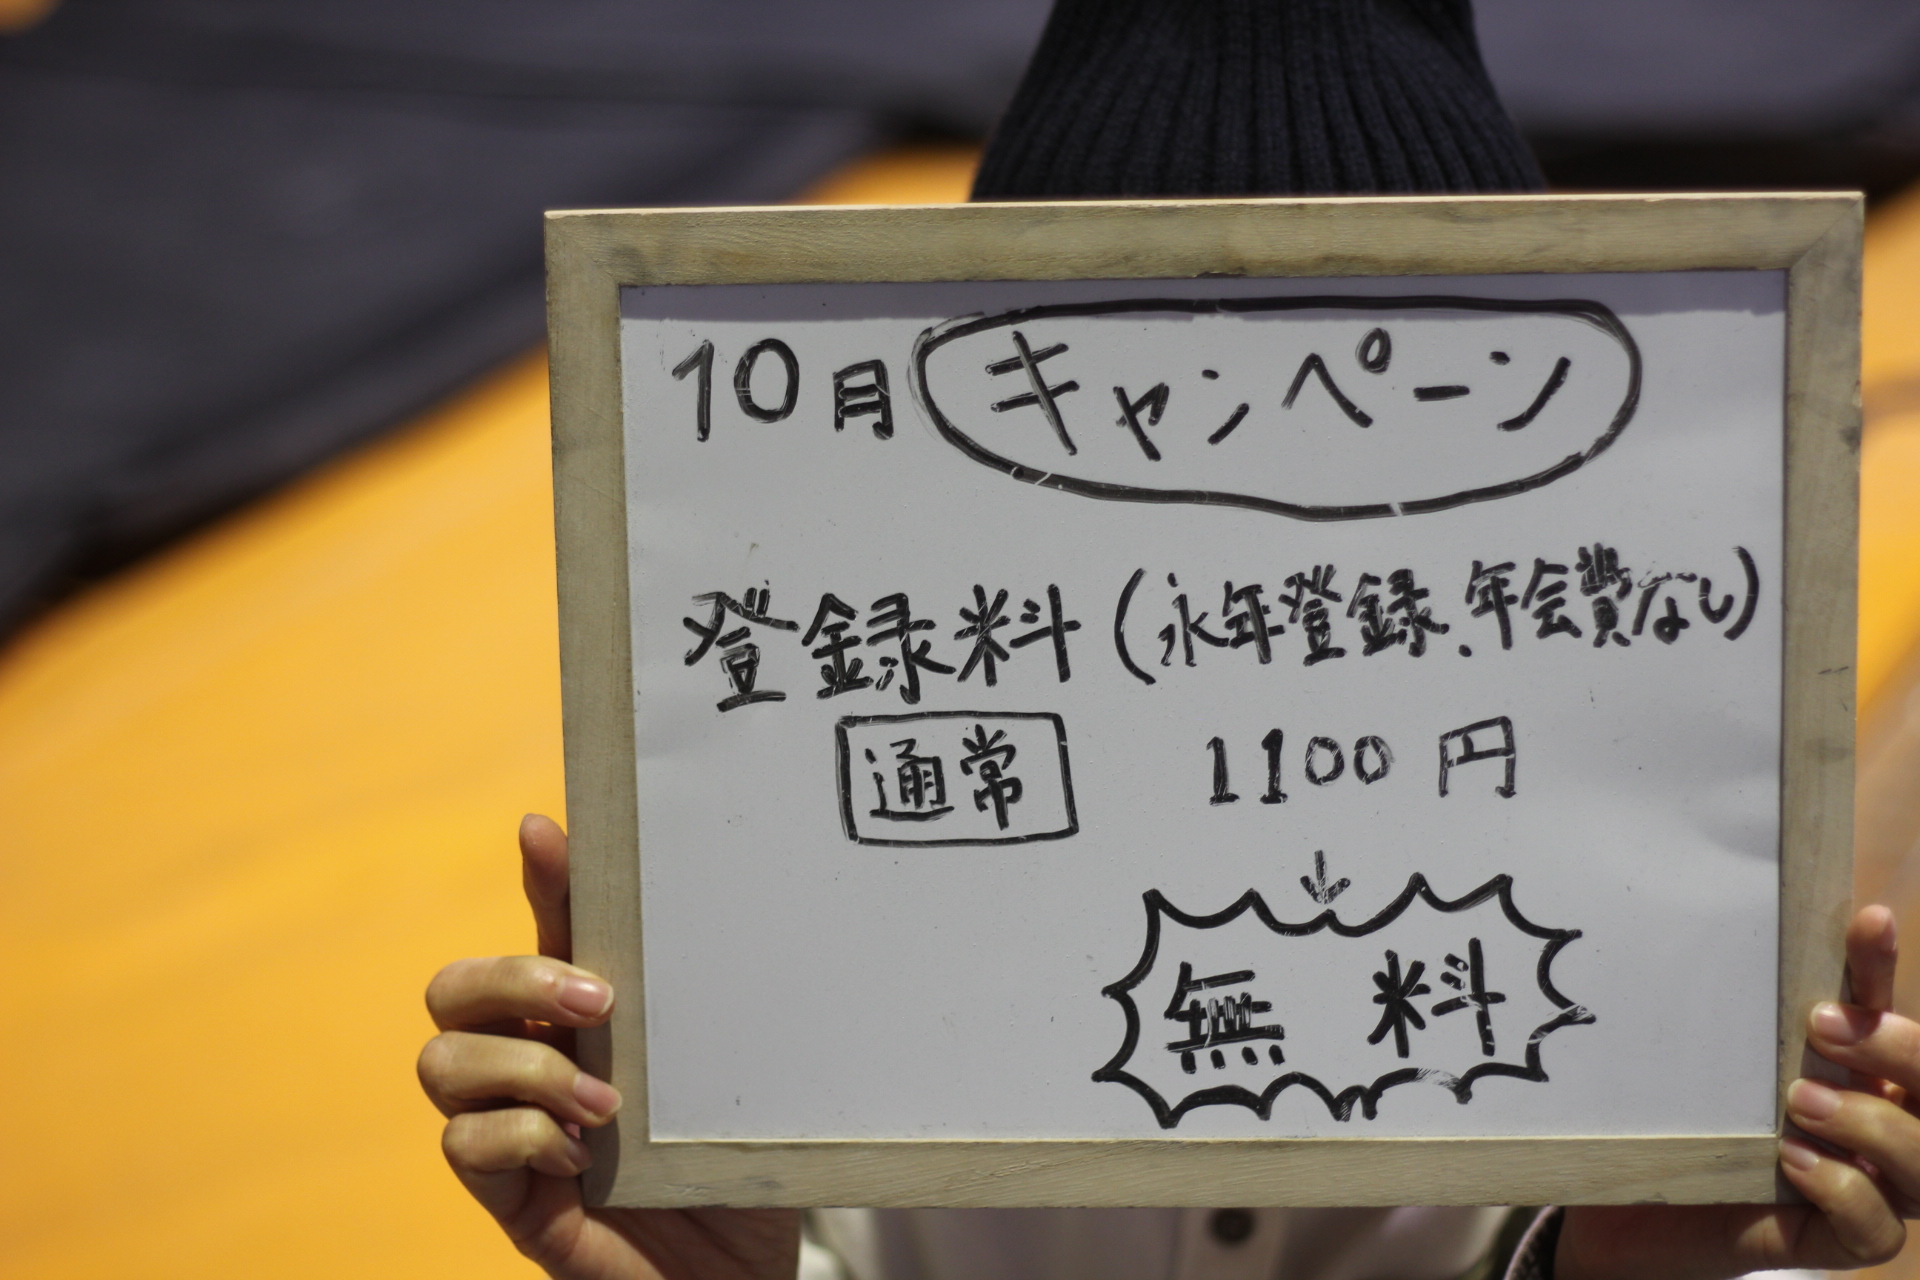 10月 キャンペーン
登録料（永年登録、年会費なし）
通常 1100円
↓
無料